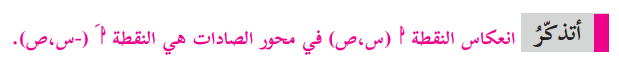 أتذكّرُ انعكاس النقطة أ (س،ص) في محور الصادات هي النقطة أَ (-س،ص).